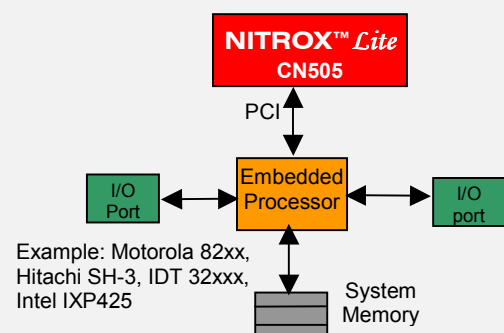 NITROX™ Lite
CN505
PCI
Embedded
Processor
I/O
Port
I/O
port
Example: Motorola 82xx,
Hitachi SH-3, IDT 32xxx,
Intel IXP425
System
Memory